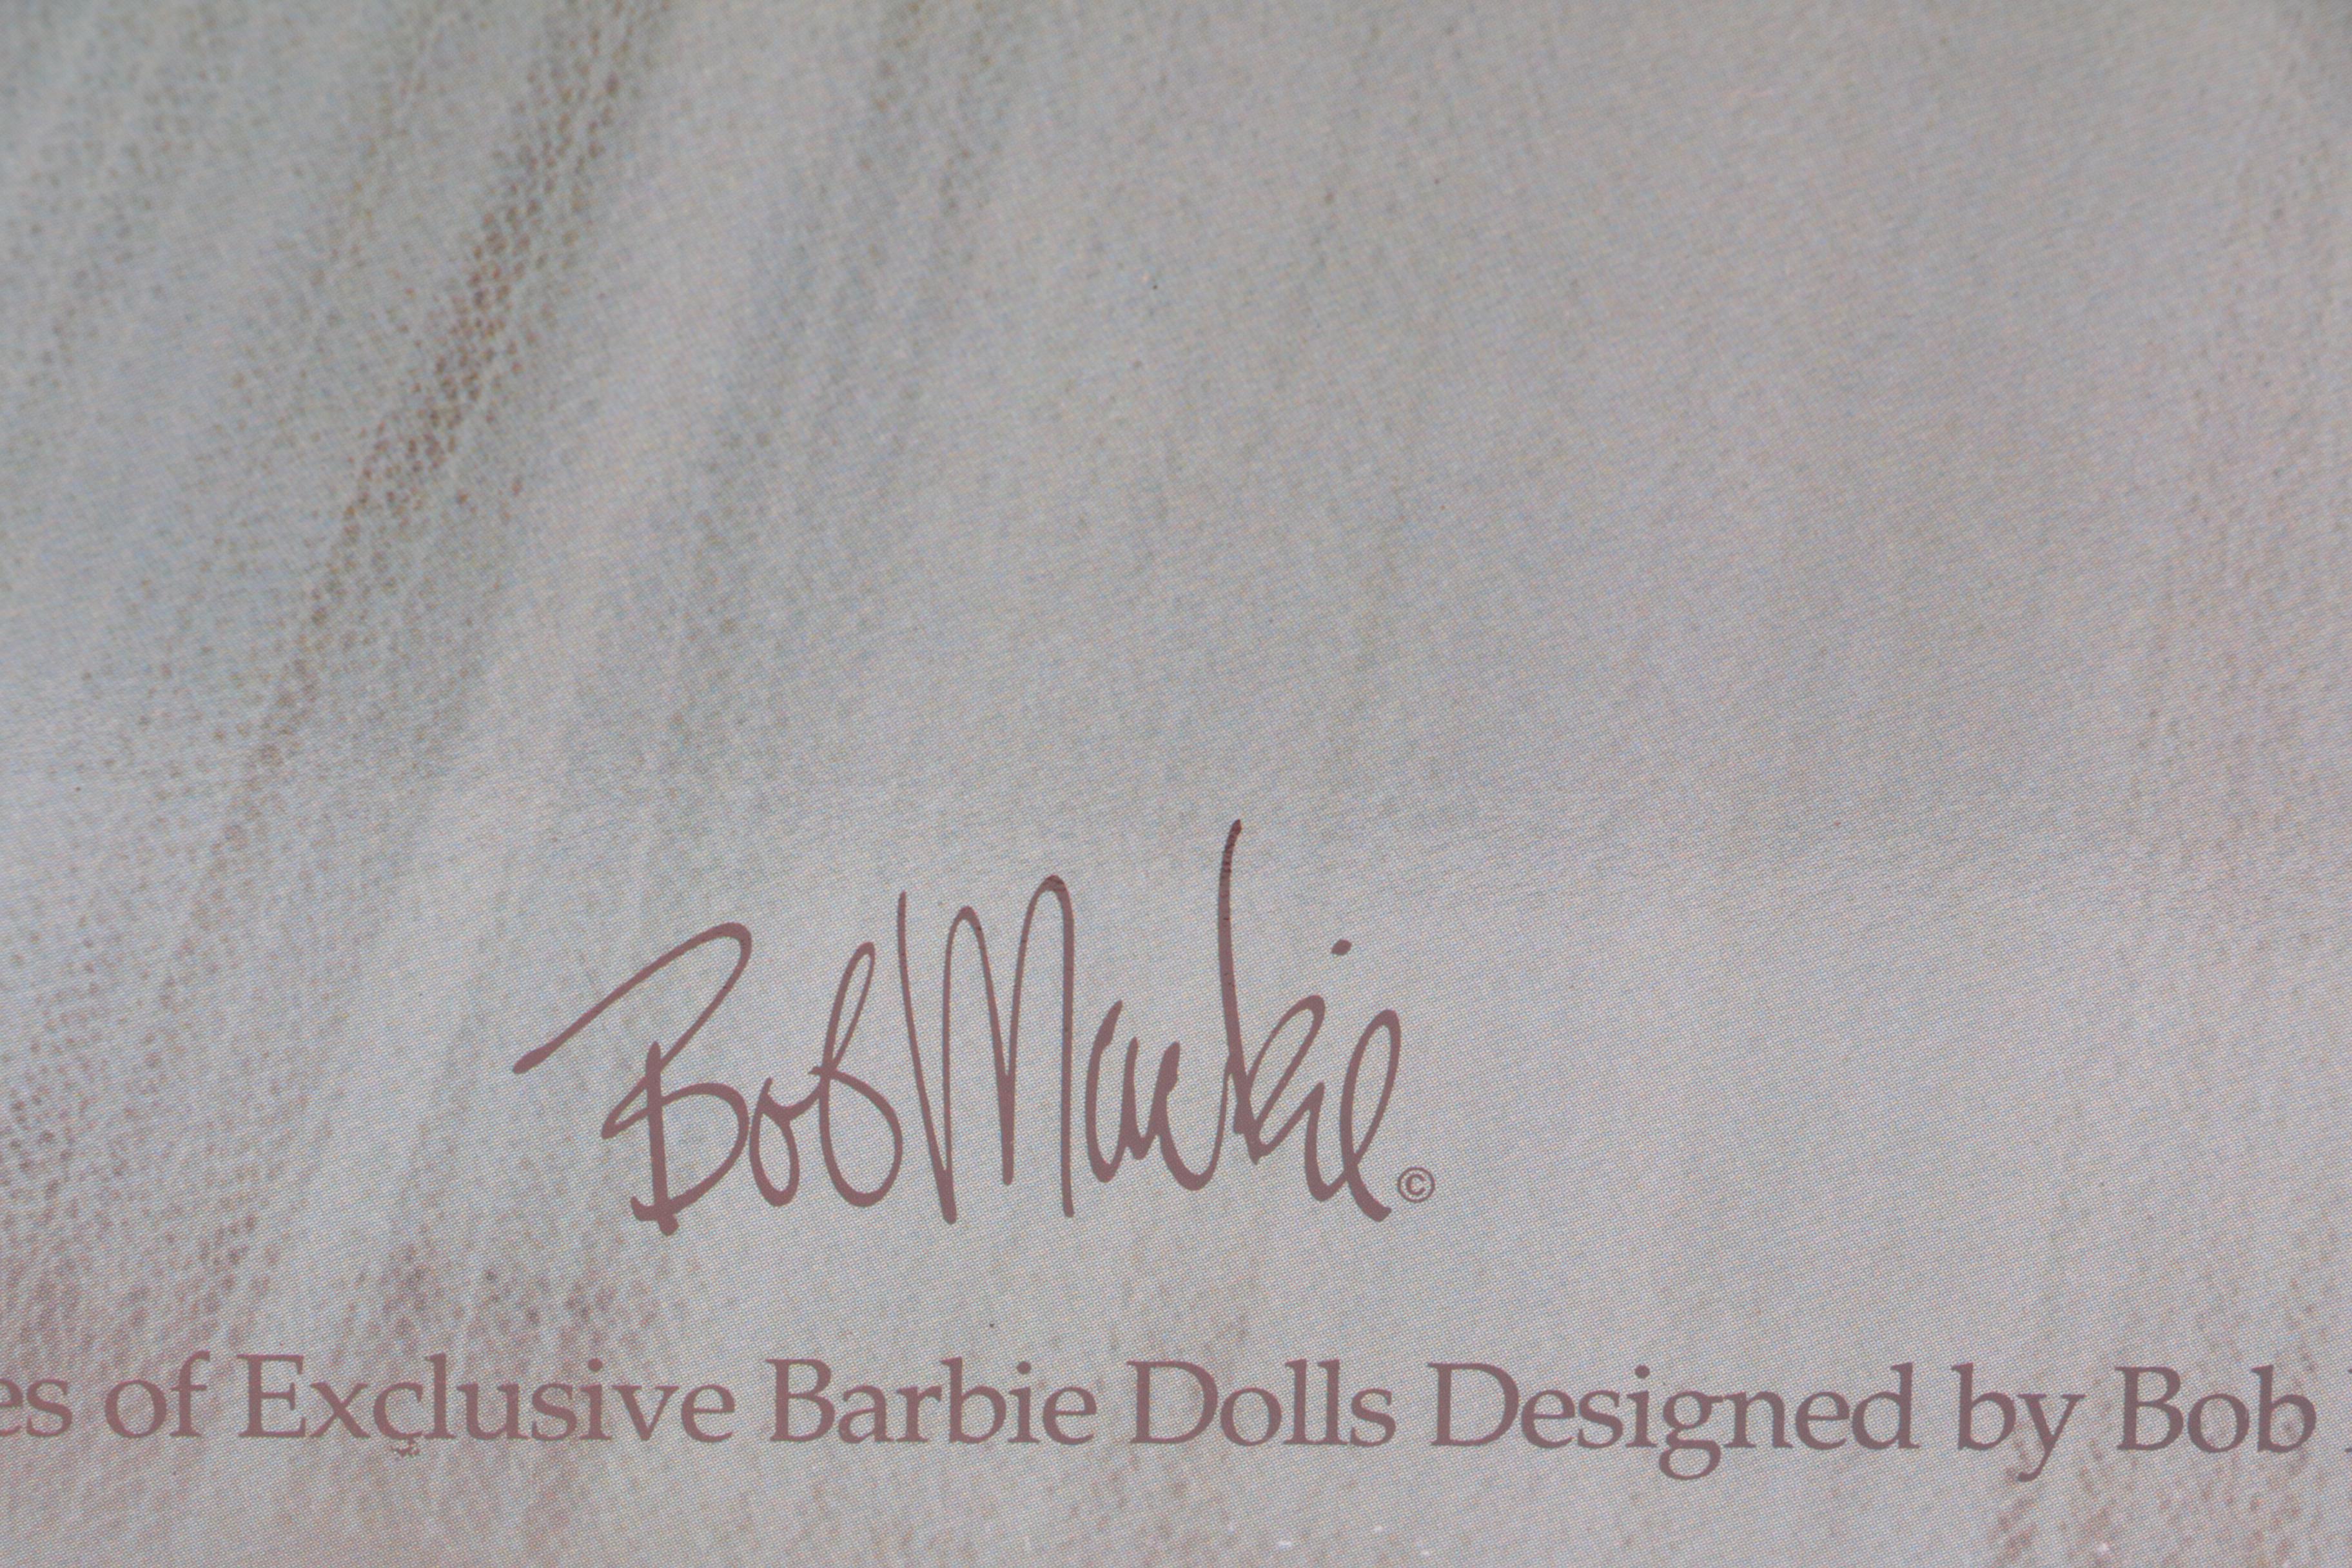 Bob Mackie ©
es of Exclusive Barbie Dolls Designed by Bob